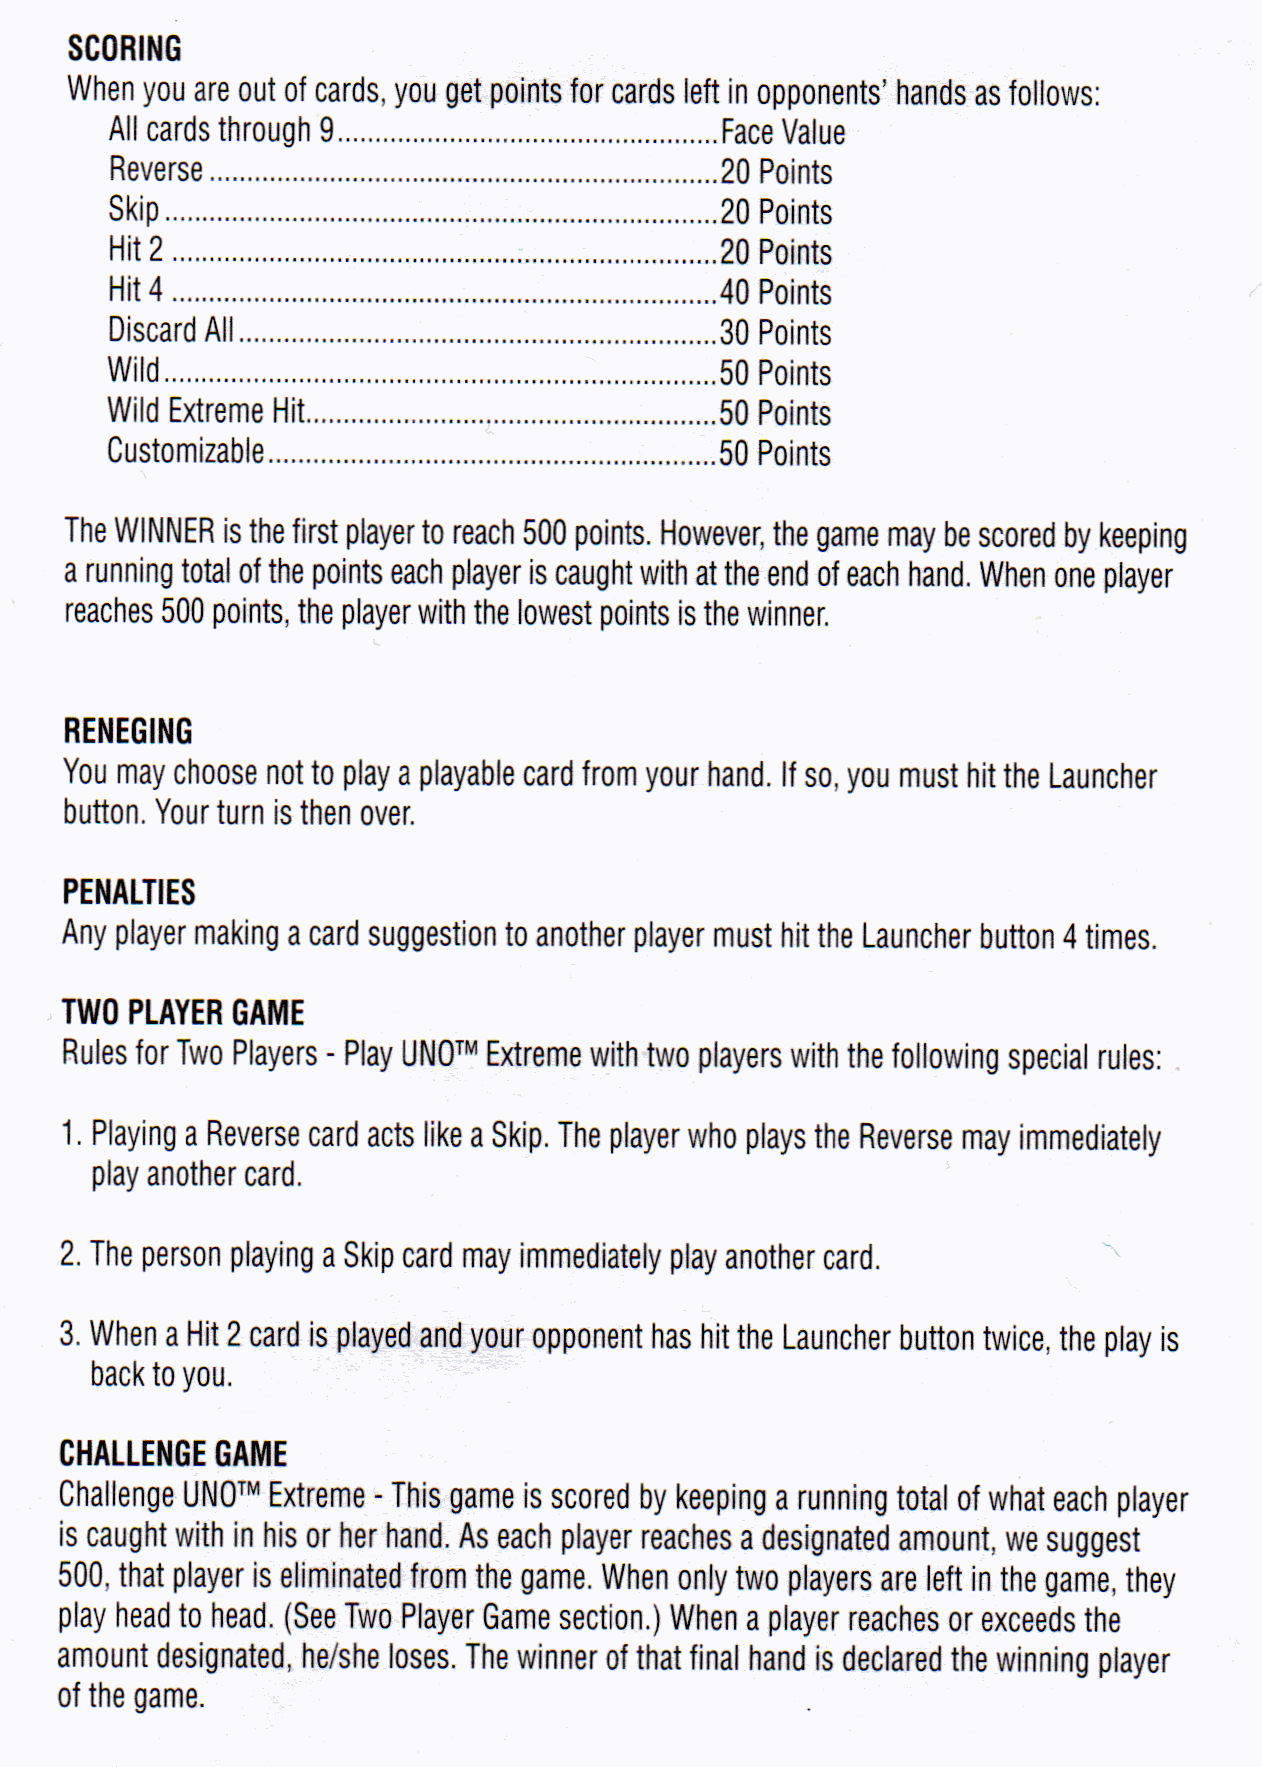 SCORING
When you are out of cards, you get points for cards left in opponents' hands as follows:
All cards through 9..................................................Face Value
Reverse...................................................................20 Points
Skip.........................................................................20 Points
Hit 2........................................................................20 Points
Hit 4........................................................................40 Points
Discard All...............................................................30 Points
Wild.........................................................................50 Points
Wild Extreme Hit......................................................50 Points
Customizable...........................................................50 Points
The WINNER is the first player to reach 500 points. However, the game may be scored by keeping
a running total of the points each player is caught with at the end of each hand. When one player
reaches 500 points, the player with the lowest points is the winner.
RENEGING
You may choose not to play a playable card from your hand. If so, you must hit the Launcher
button. Your turn is then over.
PENALTIES
Any player making a card suggestion to another player must hit the Launcher button 4 times.
TWO PLAYER GAME
Rules for Two Players - Play UNO™ Extreme with two players with the following special rules:
1. Playing a Reverse card acts like a Skip. The player who plays the Reverse may immediately
play another card.
2. The person playing a Skip card may immediately play another card.
3. When a Hit 2 card is played and your opponent has hit the Launcher button twice, the play is
back to you.
CHALLENGE GAME
Challenge UNO™ Extreme - This game is scored by keeping a running total of what each player
is caught with in his or her hand. As each player reaches a designated amount, we suggest
500, that player is eliminated from the game. When only two players are left in the game, they
play head to head. (See Two Player Game section.) When a player reaches or exceeds the
amount designated, he/she loses. The winner of that final hand is declared the winning player
of the game.